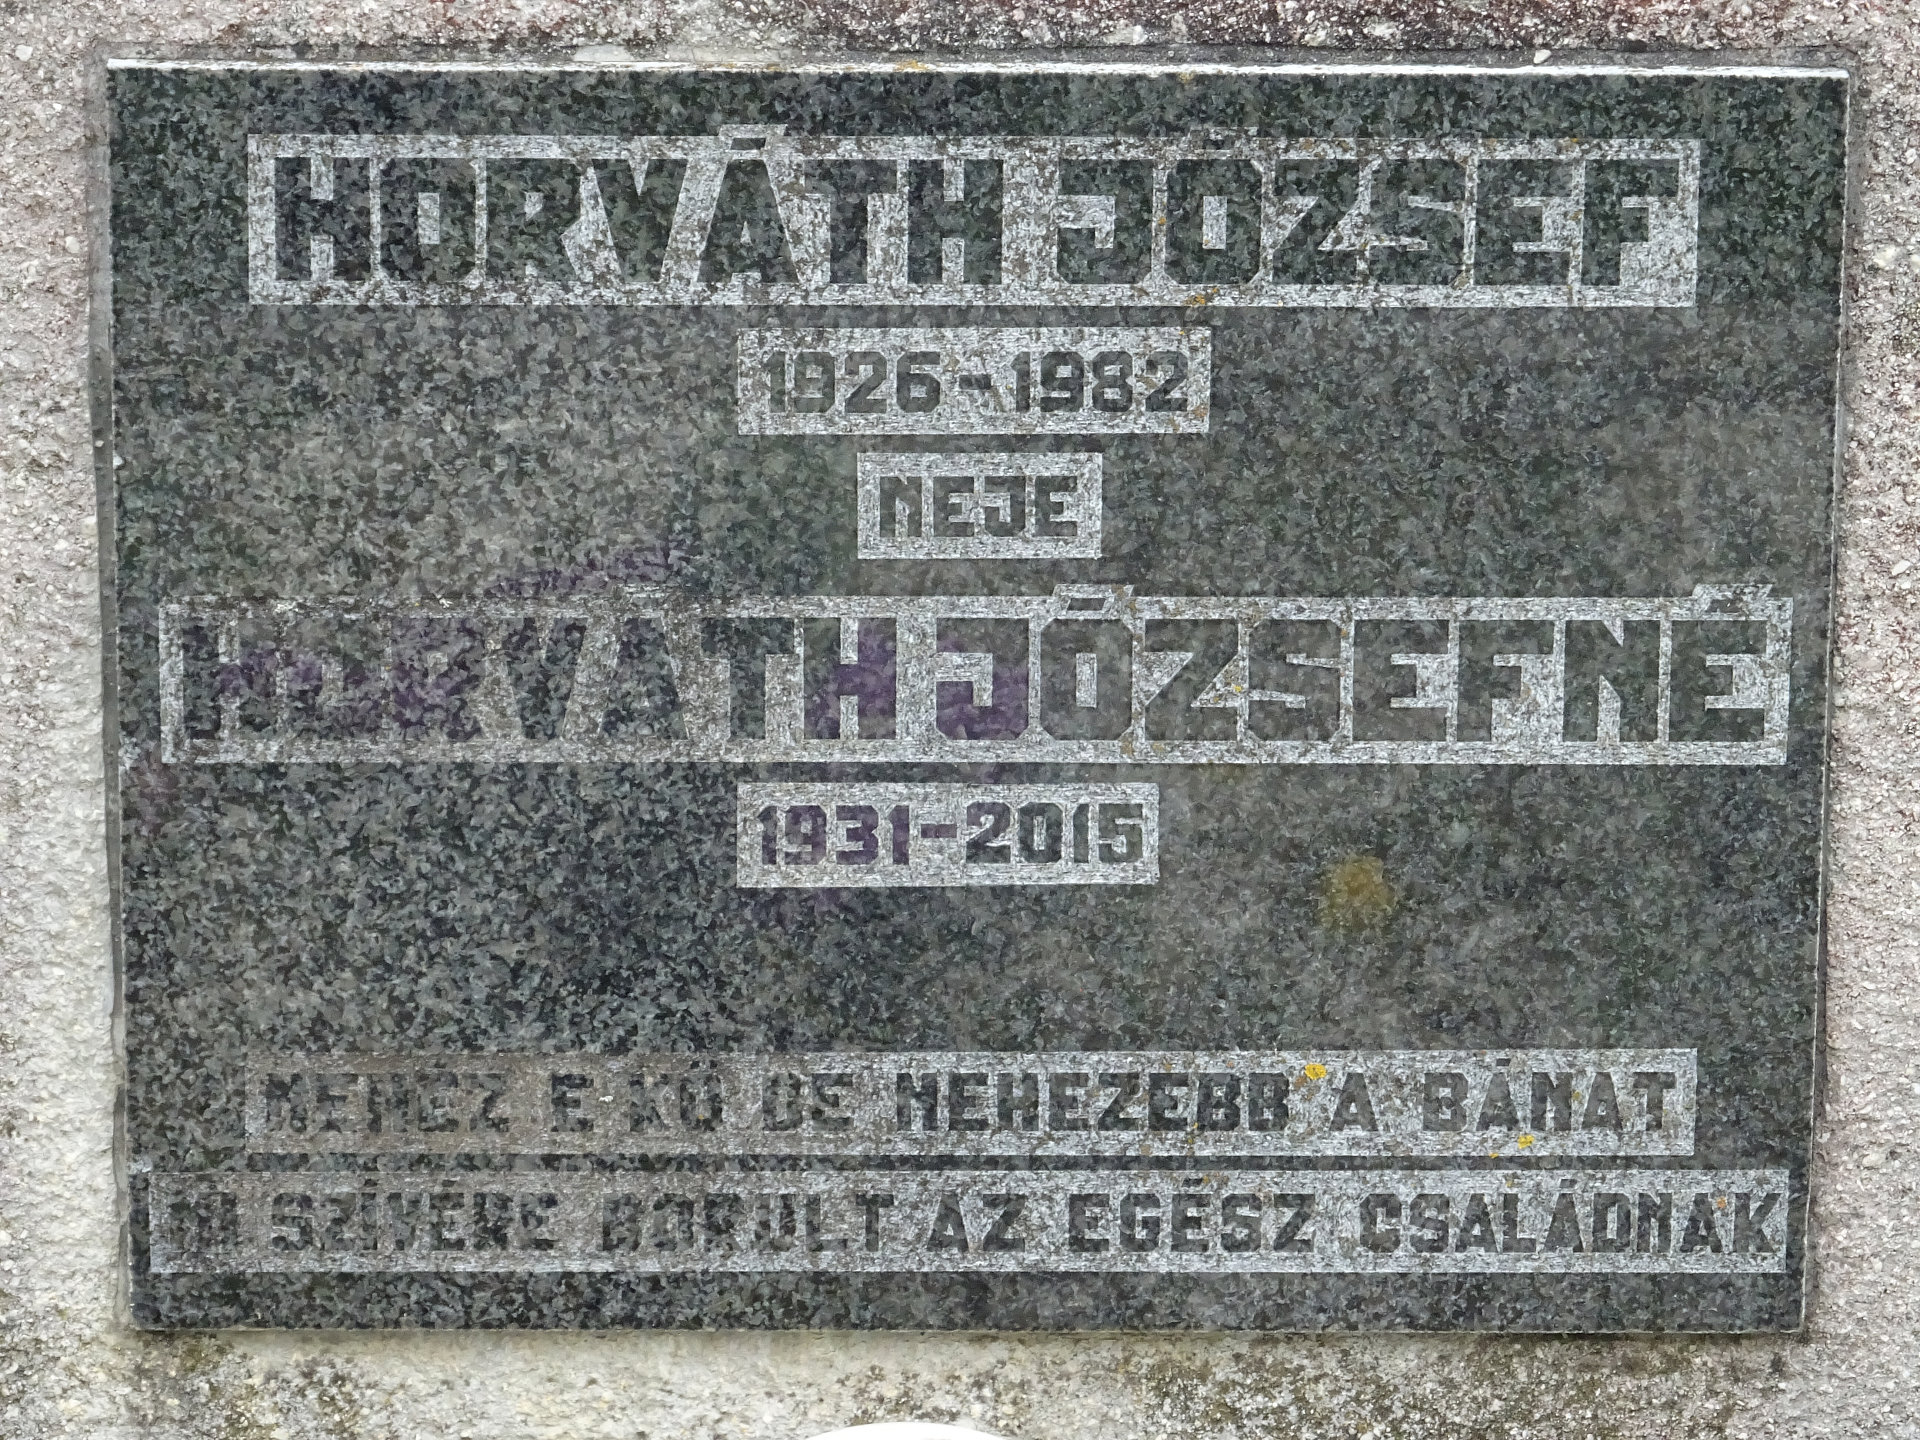 HORVÁTH JÓZSEF
1926-1982
NEJE
HORVÁTH JÓZSEFNÉ
1931-2015
NEHÉZ E KŐ DE NEHEZEBB A BÁNAT
MI SZÍVÉRE BORULT AZ EGÉSZ CSALÁDNAK